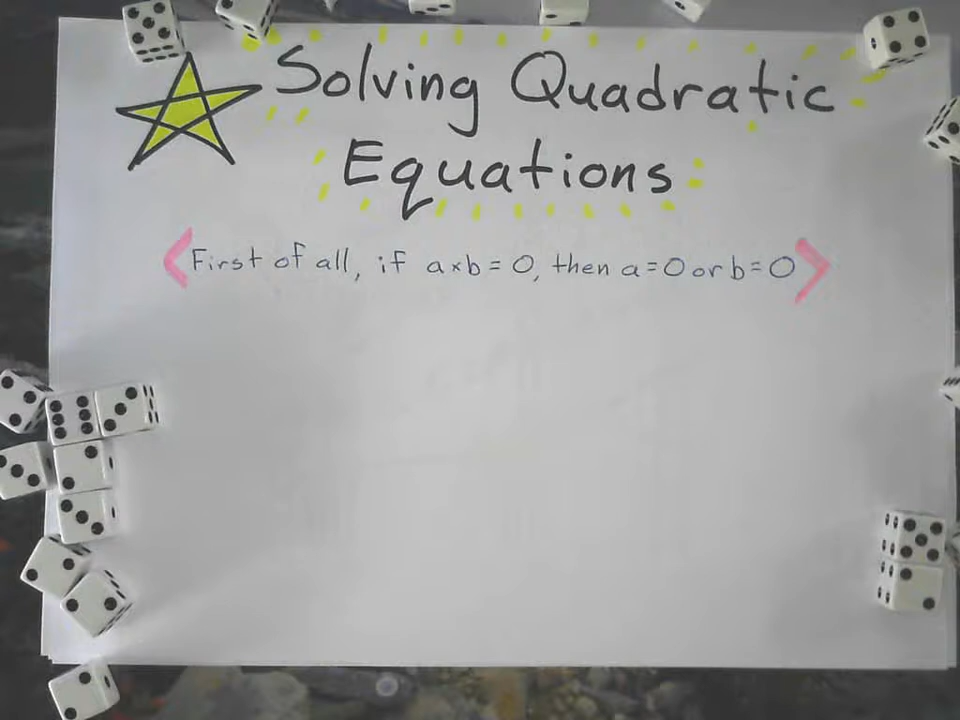 Solving Quadratic
Equations
First of all, if a×b = 0, then a=0 or b=0